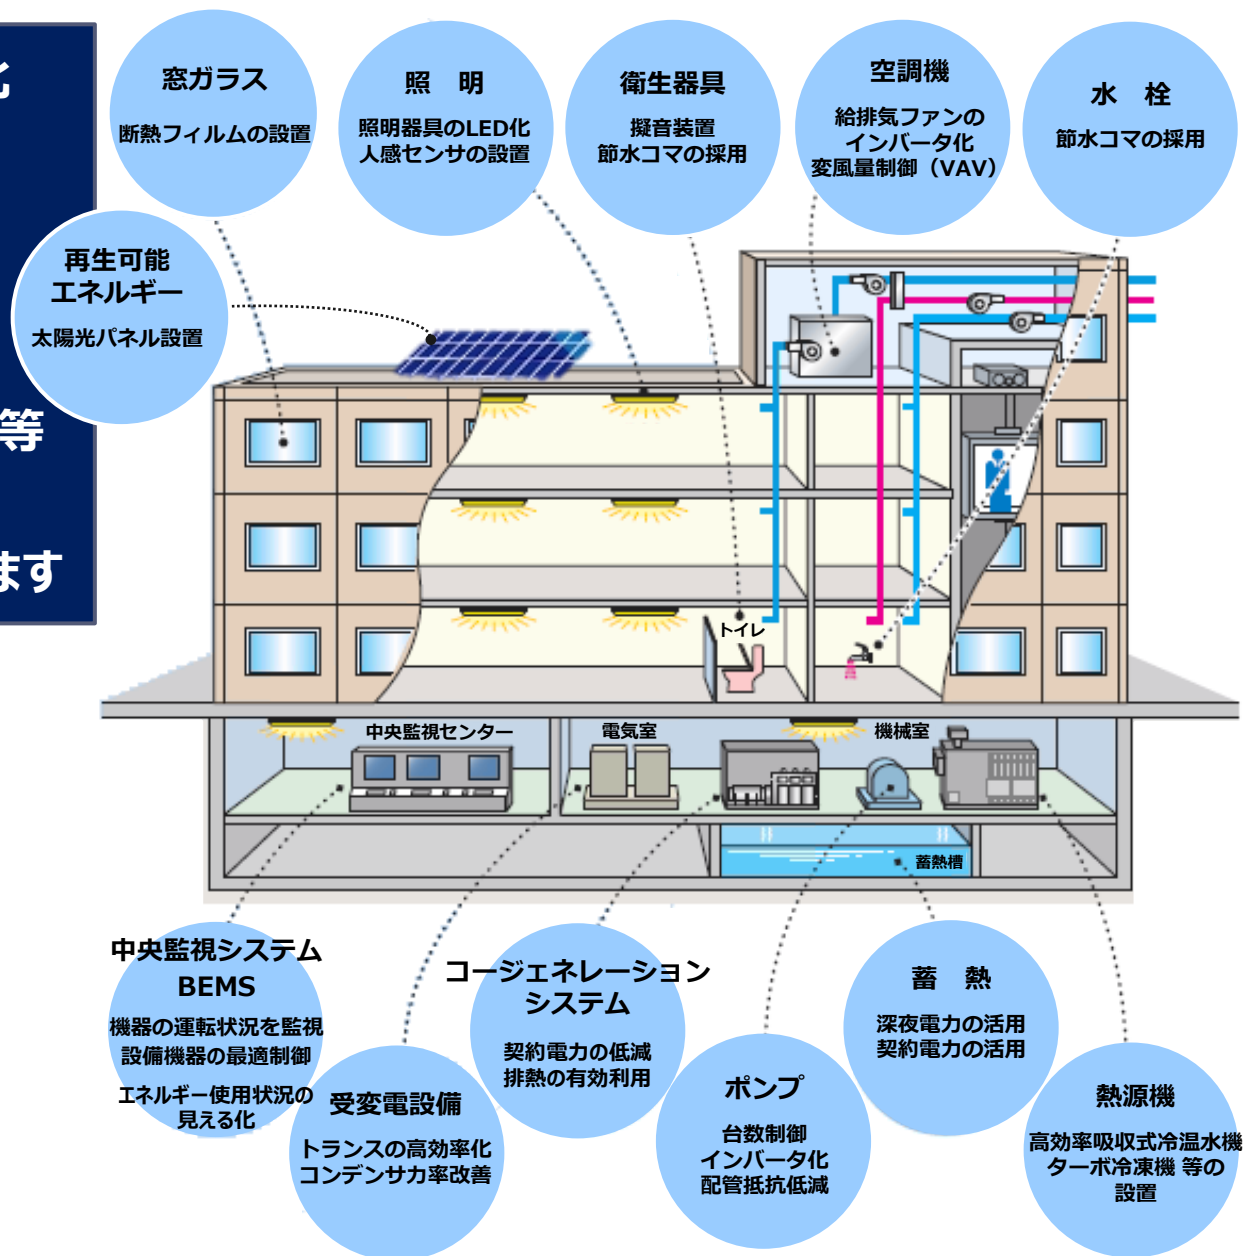 化
等
ます
窓ガラス
断熱フィルムの設置
照　明
照明器具のLED化
人感センサの設置
衛生器具
擬音装置
節水コマの採用
空調機
給排気ファンの
インバータ化
変風量制御（VAV）
水　栓
節水コマの採用
再生可能
エネルギー
太陽光パネル設置
トイレ
中央監視センター
電気室
機械室
蓄熱槽
中央監視システム
BEMS
機器の運転状況を監視
設備機器の最適制御
エネルギー使用状況の
見える化
受変電設備
トランスの高効率化
コンデンサ力率改善
コージェネレーション
システム
契約電力の低減
排熱の有効利用
ポンプ
台数制御
インバータ化
配管抵抗低減
蓄　熱
深夜電力の活用
契約電力の活用
熱源機
高効率吸収式冷温水機
ターボ冷凍機 等の
設置